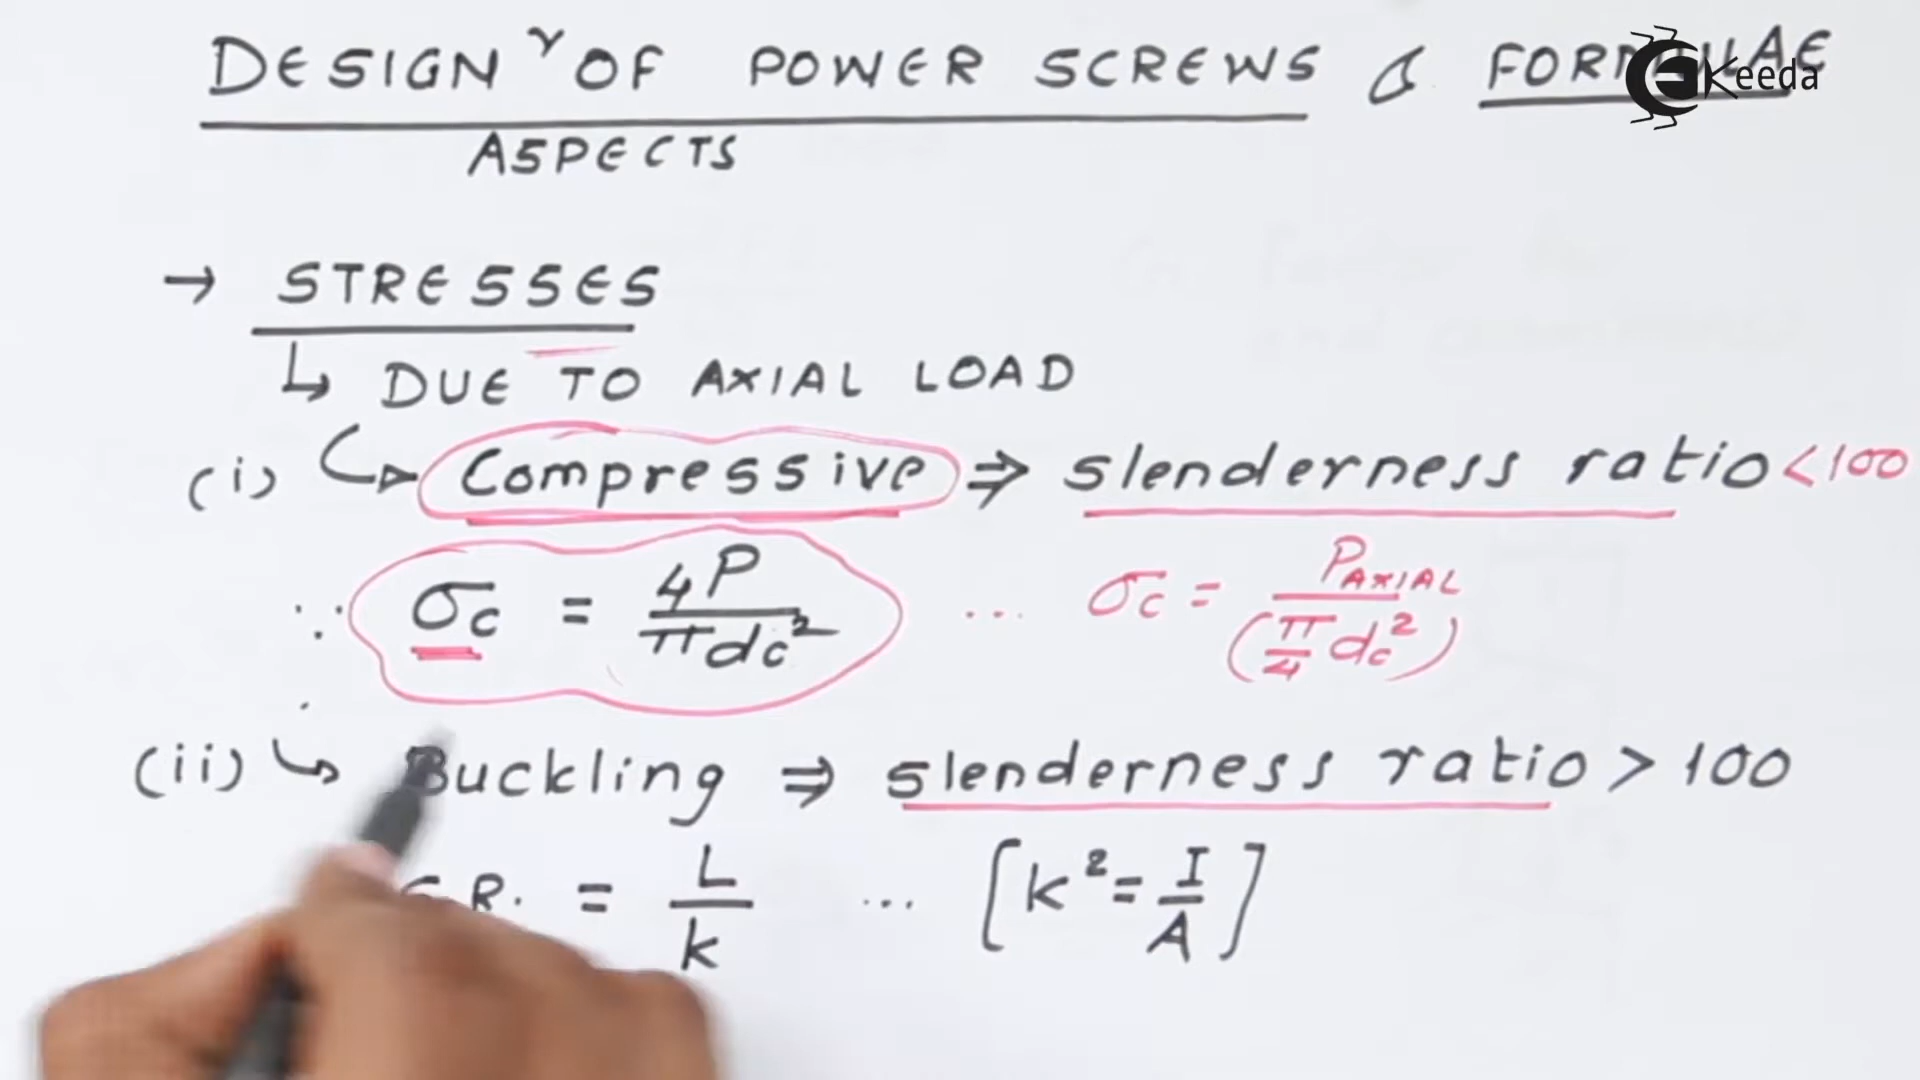 DESIGN OF POWER SCREWS & FORMULAE
ASPECTS
Keeda
→ STRESSES
↳ DUE TO AXIAL LOAD
(i) Compressive ⇒ slenderness ratio < 100
∵ σc = 4P / πdc² ... σc = P AXIAL / (π/4 dc²)
(ii) ↳ Buckling ⇒ slenderness ratio > 100
R. = L / k ... [k² = I / A]